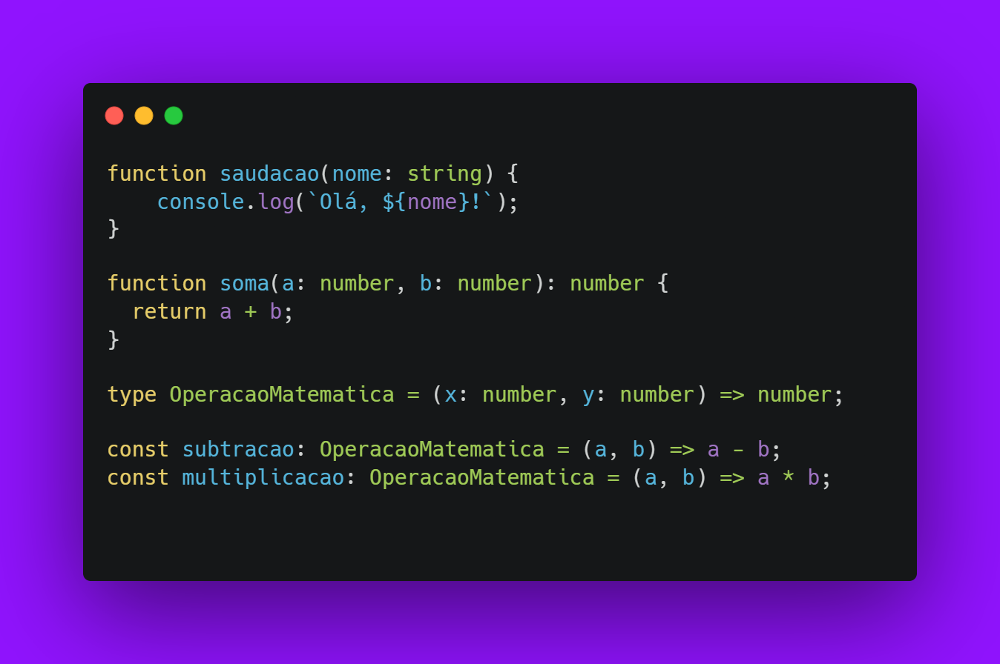 function saudacao(nome: string) {
    console.log(`Olá, ${nome}!`);
}

function soma(a: number, b: number): number {
  return a + b;
}

type OperacaoMatematica = (x: number, y: number) => number;

const subtracao: OperacaoMatematica = (a, b) => a - b;
const multiplicacao: OperacaoMatematica = (a, b) => a * b;